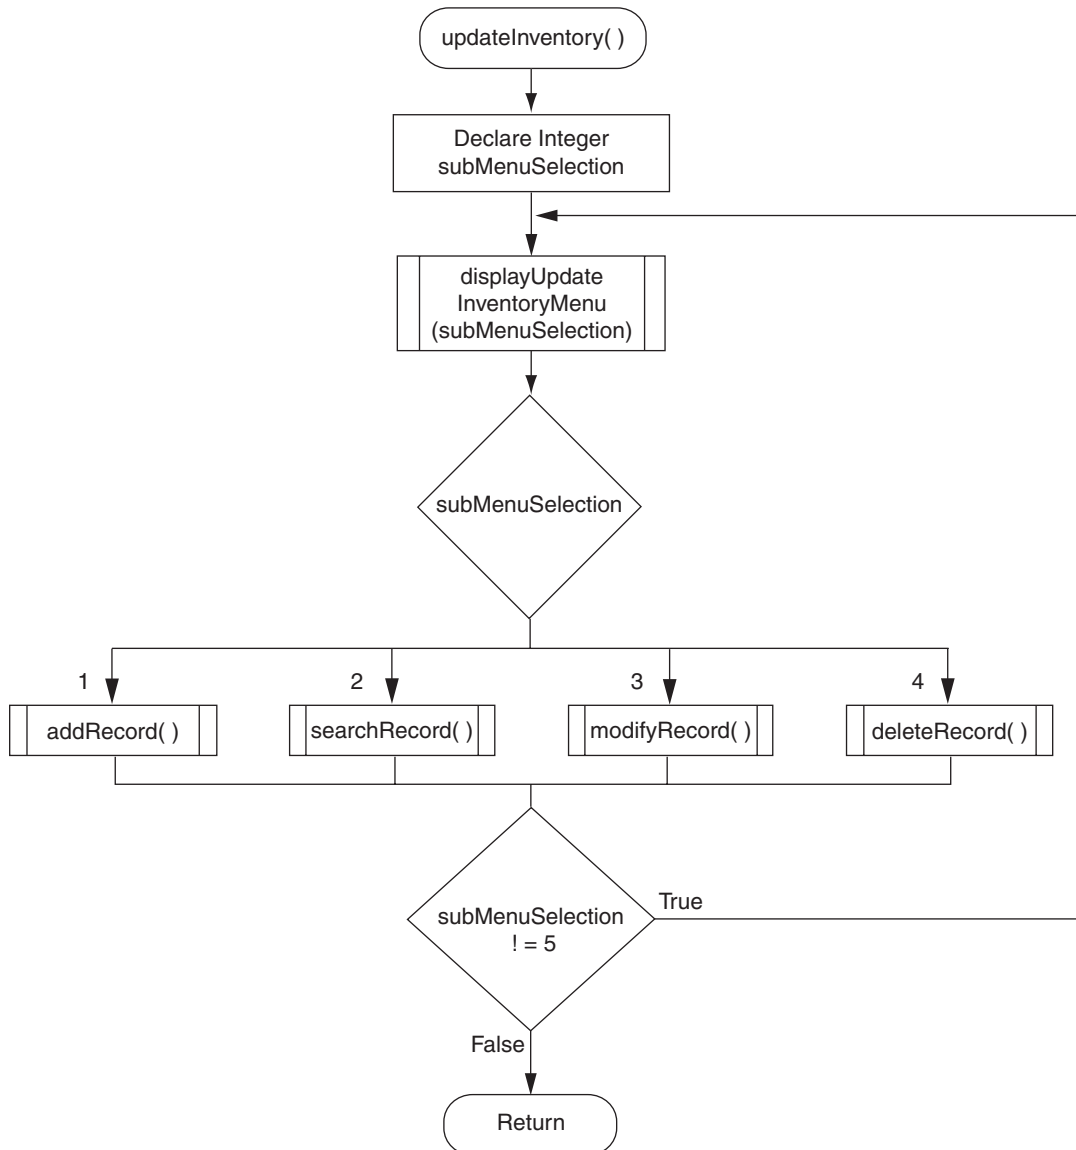 updateInventory( )
Declare Integer
subMenuSelection
displayUpdate
InventoryMenu
(subMenuSelection)
subMenuSelection
1
2
3
4
addRecord( )
searchRecord( )
modifyRecord( )
deleteRecord( )
subMenuSelection
! = 5
True
False
Return